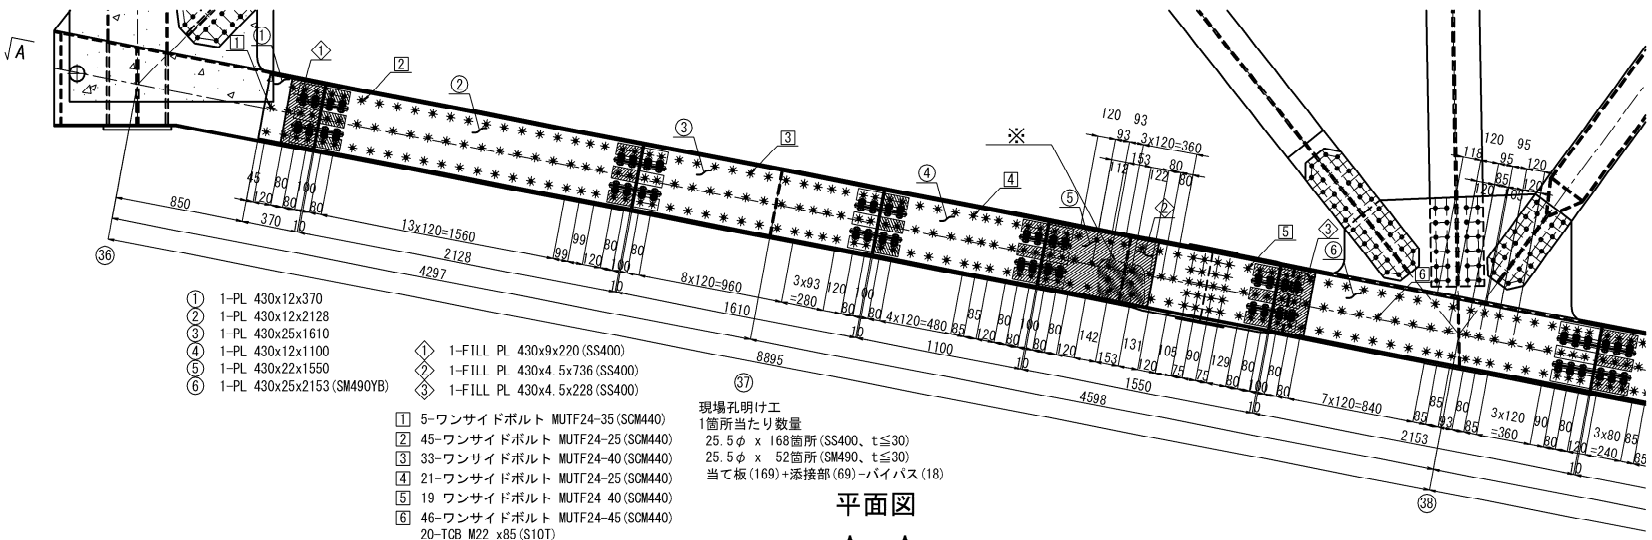 A
1
①
1
2
②
③
3
④
4
※
⑤
2
5
3
⑥
6
120 93
93 3x120=360
153 80
112 122 80
120 95
118 95 120
85
120 120
45 80 100
120 80 80
850
370
10
13x120=1560
99 80 80
99 120 100
2128
4297
10
8x120=960
3x93 120 100
=280 80 80
1610
10
4x120=480
85 80 100 80
85 120 80 80 120
142 131 105 90 129 80 80
153 120 75 75 80 100 80
1100
10
8895
1550
4598
10
7x120=840
85 80
85 93 85
3x120 90 80
=360 80 120
3x80 85
=240 85
2153
10
㊱
㊲
㊳
① 1-PL 430x12x370
② 1-PL 430x12x2128
③ 1-PL 430x25x1610
④ 1-PL 430x12x1100
⑤ 1-PL 430x22x1550
⑥ 1-PL 430x25x2153(SM490YB)
1 1-FILL PL 430x9x220(SS400)
2 1-FILL PL 430x4.5x736(SS400)
3 1-FILL PL 430x4.5x228(SS400)
1 5-ワンサイドボルト MUTF24-35(SCM440)
2 45-ワンサイドボルト MUTF24-25(SCM440)
3 33-ワンサイドボルト MUTF24-40(SCM440)
4 21-ワンサイドボルト MUTF24-25(SCM440)
5 19 ワンサイドボルト MUTF24 40(SCM440)
6 46-ワンサイドボルト MUTF24-45(SCM440)
20-TCB M22 x85(S10T)
現場孔明け工
1箇所当たり数量
25.5φ x 168箇所(SS400、t≦30)
25.5φ x 52箇所(SM490、t≦30)
当て板(169)+添接部(69)-バイパス(18)
平面図